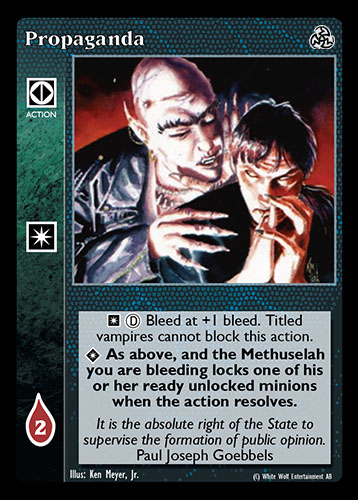 Propaganda
ACTION
D Bleed at +1 bleed. Titled
vampires cannot block this action.
As above, and the Methuselah
you are bleeding locks one of his
or her ready unlocked minions
when the action resolves.
It is the absolute right of the State to
supervise the formation of public opinion.
Paul Joseph Goebbels
2
Illus: Ken Meyer, Jr.
(C) White Wolf Entertainment AB